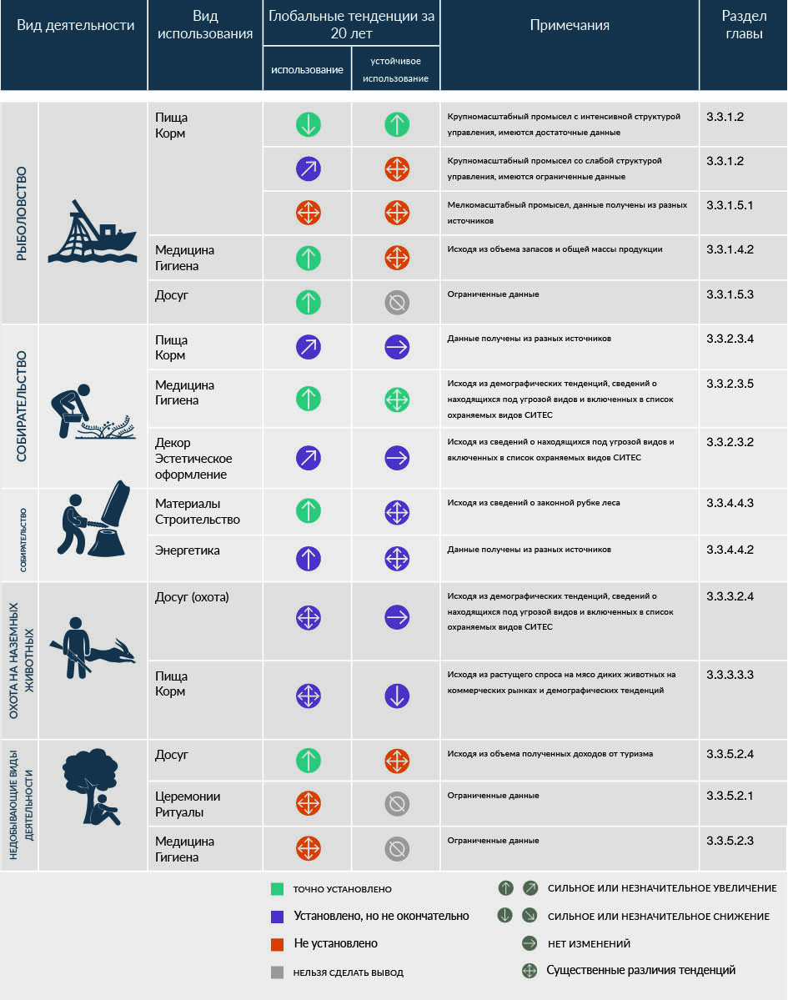 Вид деятельности
Вид
использования
Глобальные тенденции за
20 лет
использование
устойчивое
использование
Примечания
Раздел
главы
РЫБОЛОВСТВО
Пища
Корм
Крупномасштабный промысел с интенсивной структурой
управления, имеются достаточные данные
3.3.1.2
Крупномасштабный промысел со слабой структурой
управления, имеются ограниченные данные
3.3.1.2
Мелкомасштабный промысел, данные получены из разных
источников
3.3.1.5.1
Медицина
Гигиена
Исходя из объема запасов и общей массы продукции
3.3.1.4.2
Досуг
Ограниченные данные
3.3.1.5.3
СОБИРАТЕЛЬСТВО
Пища
Корм
Данные получены из разных источников
3.3.2.3.4
Медицина
Гигиена
Исходя из демографических тенденций, сведений о
находящихся под угрозой видов и включенных в список
охраняемых видов СИТЕС
3.3.2.3.5
Декор
Эстетическое
оформление
Исходя из сведений о находящихся под угрозой видов и
включенных в список охраняемых видов СИТЕС
3.3.2.3.2
СОБИРАТЕЛЬСТВО
Материалы
Строительство
Исходя из сведений о законной рубке леса
3.3.4.4.3
Энергетика
Данные получены из разных источников
3.3.4.4.2
ОХОТА НА НАЗЕМНЫХ
ЖИВОТНЫХ
Досуг (охота)
Исходя из демографических тенденций, сведений о
находящихся под угрозой видов и включенных в список
охраняемых видов СИТЕС
3.3.3.2.4
Пища
Корм
Исходя из растущего спроса на мясо диких животных на
коммерческих рынках и демографических тенденций
3.3.3.3.3
НЕДОБЫВАЮЩИЕ ВИДЫ
ДЕЯТЕЛЬНОСТИ
Досуг
Исходя из объема полученных доходов от туризма
3.3.5.2.4
Церемонии
Ритуалы
Ограниченные данные
3.3.5.2.1
Медицина
Гигиена
Ограниченные данные
3.3.5.2.3
ТОЧНО УСТАНОВЛЕНО
Установлено, но не окончательно
Не установлено
НЕЛЬЗЯ СДЕЛАТЬ ВЫВОД
СИЛЬНОЕ ИЛИ НЕЗНАЧИТЕЛЬНОЕ УВЕЛИЧЕНИЕ
СИЛЬНОЕ ИЛИ НЕЗНАЧИТЕЛЬНОЕ СНИЖЕНИЕ
НЕТ ИЗМЕНЕНИЙ
Существенные различия тенденций